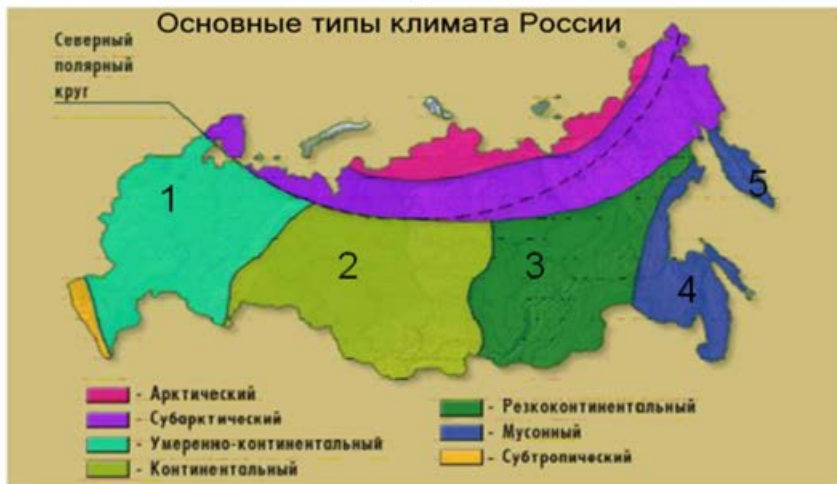 Основные типы климата России
Северный
полярный
круг
1
2
3
4
5
- Арктический
- Субарктический
- Умеренно-континентальный
- Континентальный
- Резкоконтинентальный
- Мусонный
- Субтропический